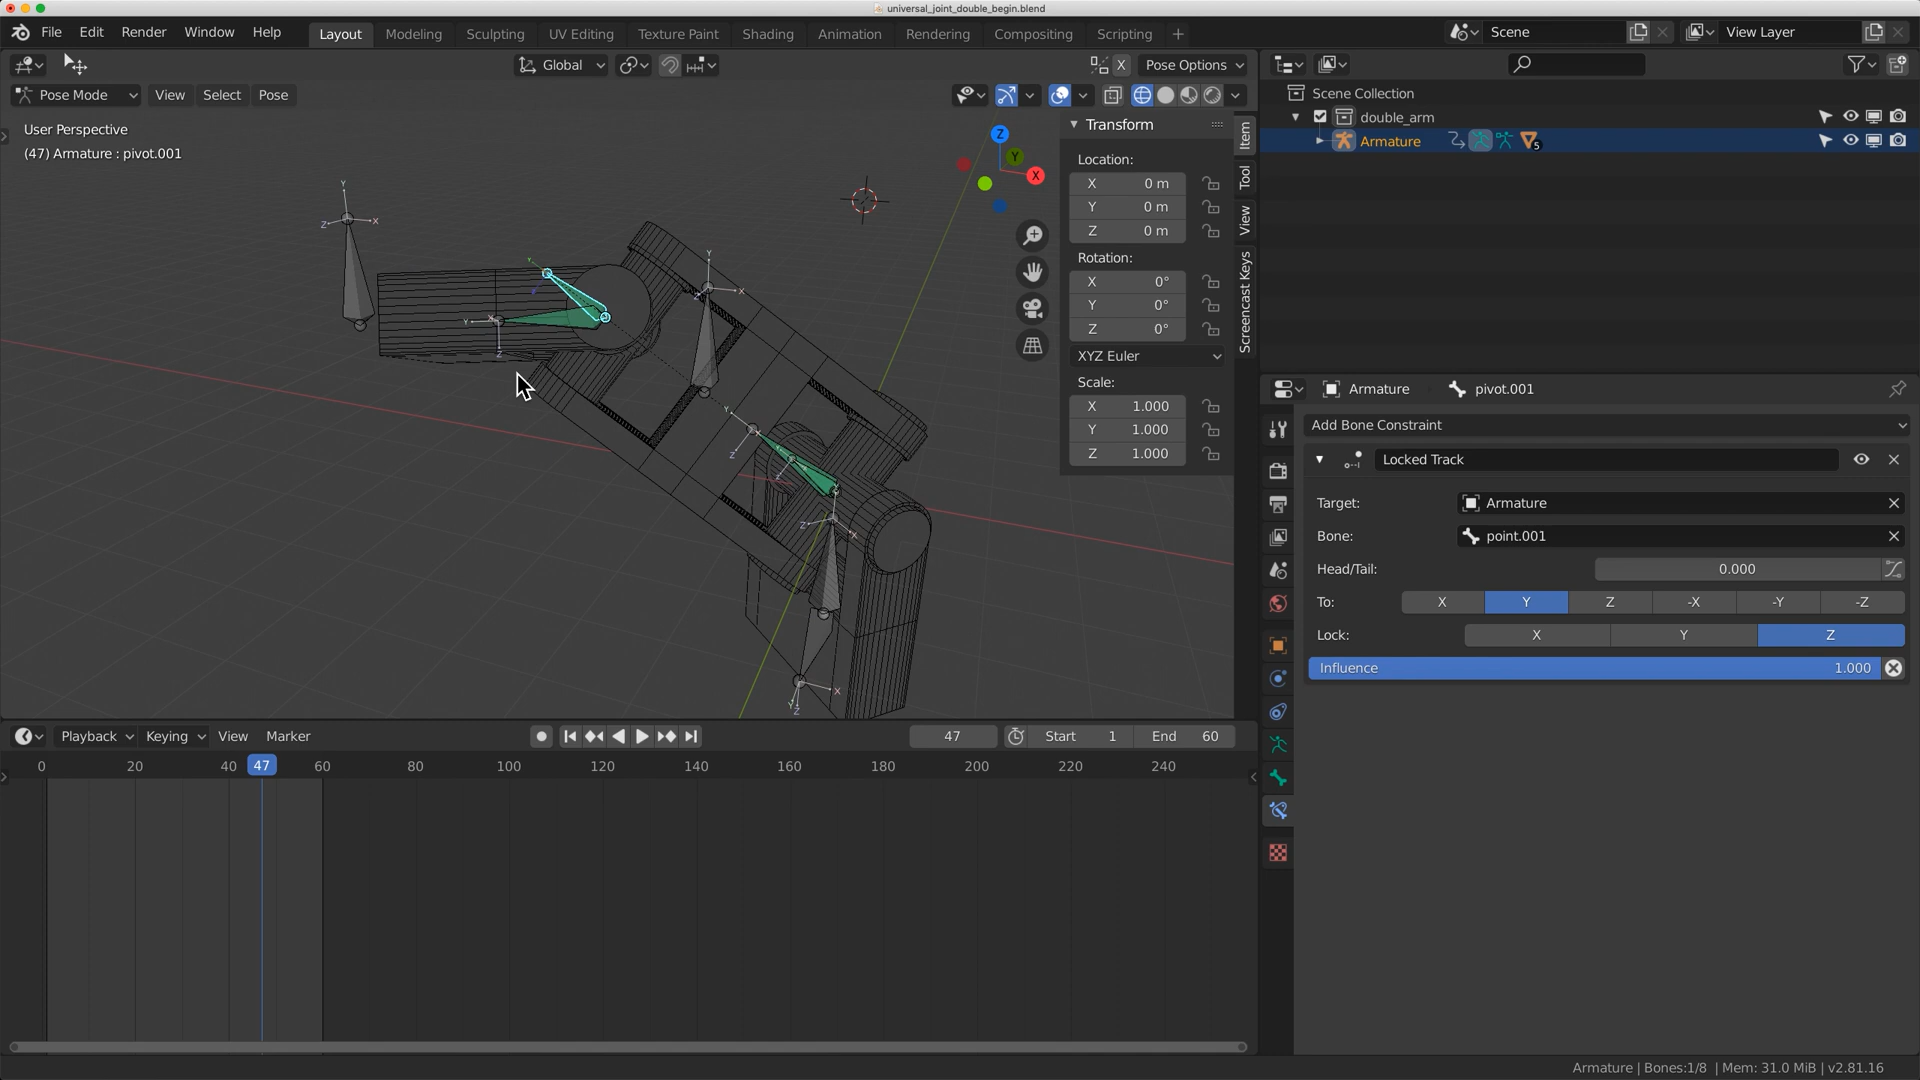 universal_joint_double_begin.blend
File Edit Render Window Help
Layout Modeling Sculpting UV Editing Texture Paint Shading Animation Rendering Compositing Scripting +
Scene
View Layer
Global
X
Pose Options
Pose Mode View Select Pose
User Perspective
(47) Armature : pivot.001
Transform
Location:
X 0 m
Y 0 m
Z 0 m
Rotation:
X 0°
Y 0°
Z 0°
XYZ Euler
Scale:
X 1.000
Y 1.000
Z 1.000
Item
Tool
View
Screencast Keys
Z
Y
X
Scene Collection
double_arm
Armature
5
Armature pivot.001
Add Bone Constraint
Locked Track
Target: Armature
Bone: point.001
Head/Tail: 0.000
To: X Y Z -X -Y -Z
Lock: X Y Z
Influence 1.000
Playback Keying View Marker
47
Start 1 End 60
0 20 40 47 60 80 100 120 140 160 180 200 220 240
Armature | Bones:1/8 | Mem: 31.0 MiB | v2.81.16